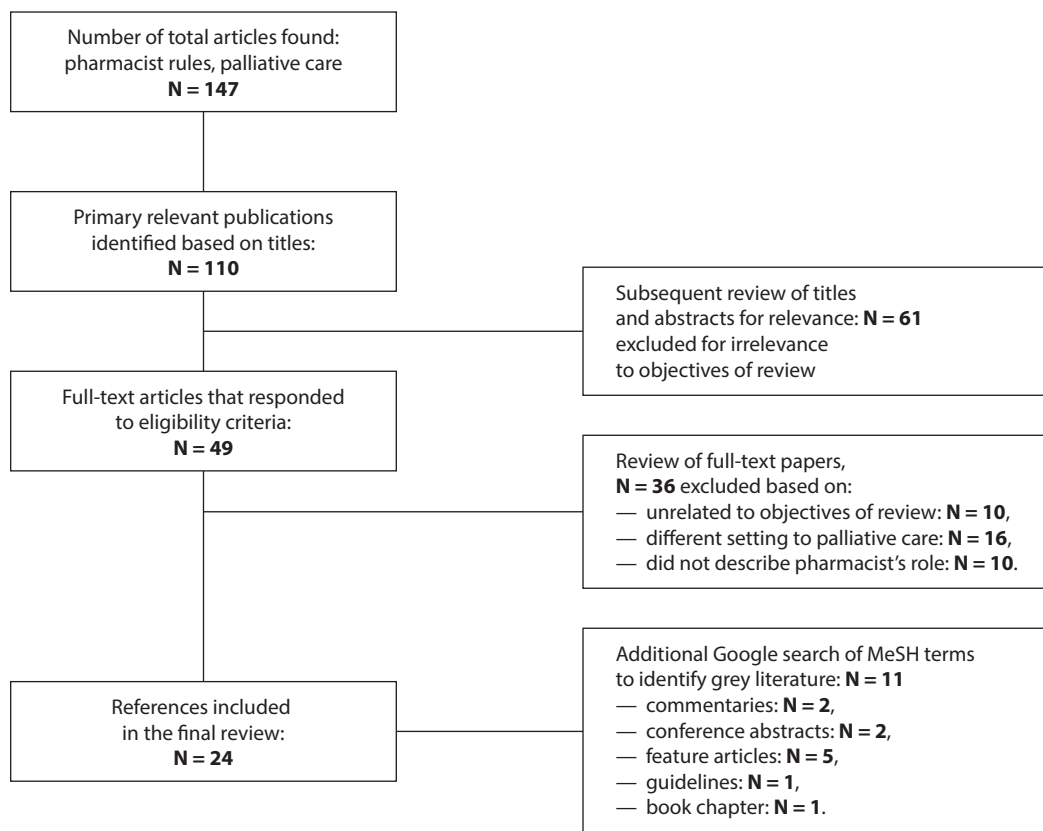 Number of total articles found:
pharmacist rules, palliative care
N = 147
Primary relevant publications
identified based on titles:
N = 110
Subsequent review of titles
and abstracts for relevance: N = 61
excluded for irrelevance
to objectives of review
Full-text articles that responded
to eligibility criteria:
N = 49
Review of full-text papers,
N = 36 excluded based on:
— unrelated to objectives of review: N = 10,
— different setting to palliative care: N = 16,
— did not describe pharmacist’s role: N = 10.
Additional Google search of MeSH terms
to identify grey literature: N = 11
— commentaries: N = 2,
— conference abstracts: N = 2,
— feature articles: N = 5,
— guidelines: N = 1,
— book chapter: N = 1.
References included
in the final review:
N = 24